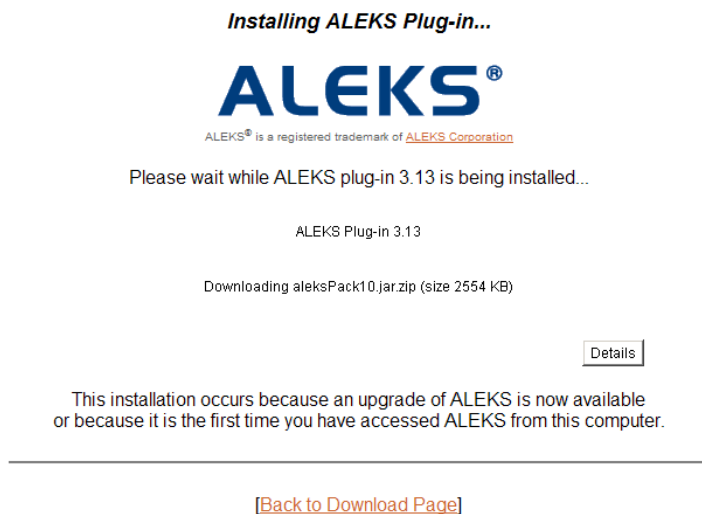 Installing ALEKS Plug-in...
ALEKS®
ALEKS® is a registered trademark of ALEKS Corporation
Please wait while ALEKS plug-in 3.13 is being installed...
ALEKS Plug-in 3.13
Downloading aleksPack10.jar.zip (size 2554 KB)
Details
This installation occurs because an upgrade of ALEKS is now available
or because it is the first time you have accessed ALEKS from this computer.
[Back to Download Page]